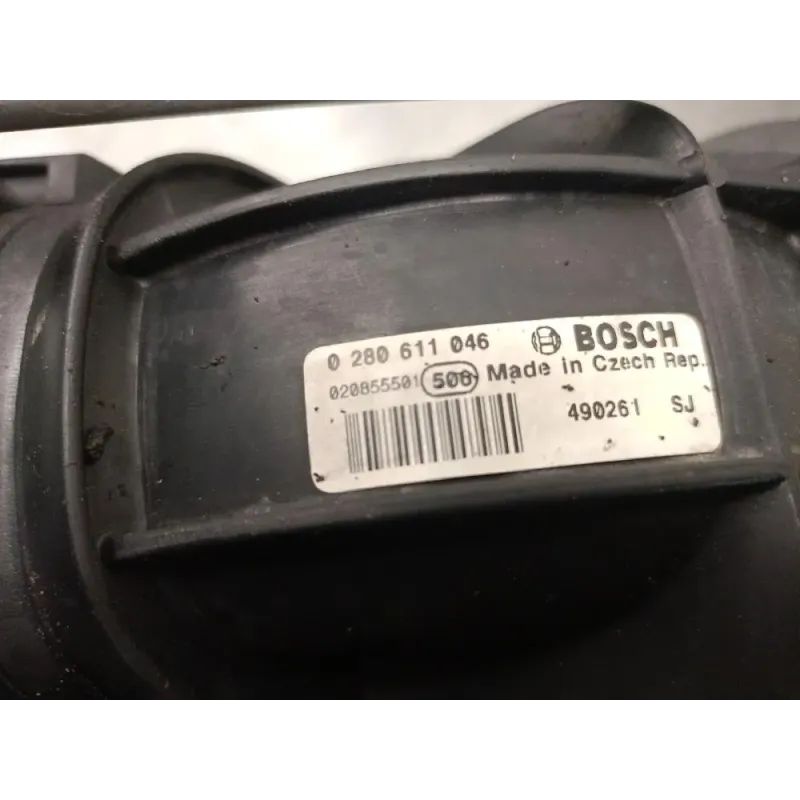 0 280 611 046 BOSCH
020855501 508 Made in Czech Rep.
490261 SJ